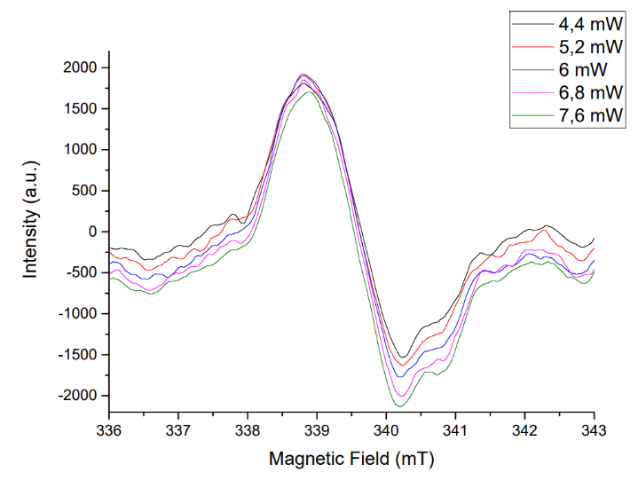 4,4 mW
5,2 mW
6 mW
6,8 mW
7,6 mW
2000
1500
1000
500
0
-500
-1000
-1500
-2000
Intensity (a.u.)
336 337 338 339 340 341 342 343
Magnetic Field (mT)